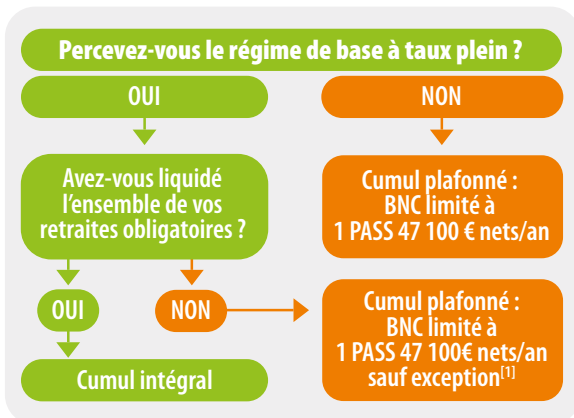 Percevez-vous le régime de base à taux plein ?
OUI
NON
Avez-vous liquidé
l'ensemble de vos
retraites obligatoires ?
Cumul plafonné :
BNC limité à
1 PASS 47 100 € nets/an
OUI
NON
Cumul plafonné :
BNC limité à
1 PASS 47 100€ nets/an
sauf exception[1]
Cumul intégral